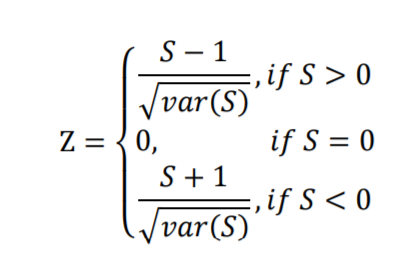 S − 1
√var(S) , if S > 0
Z = { 0, if S = 0
S + 1
√var(S) , if S < 0